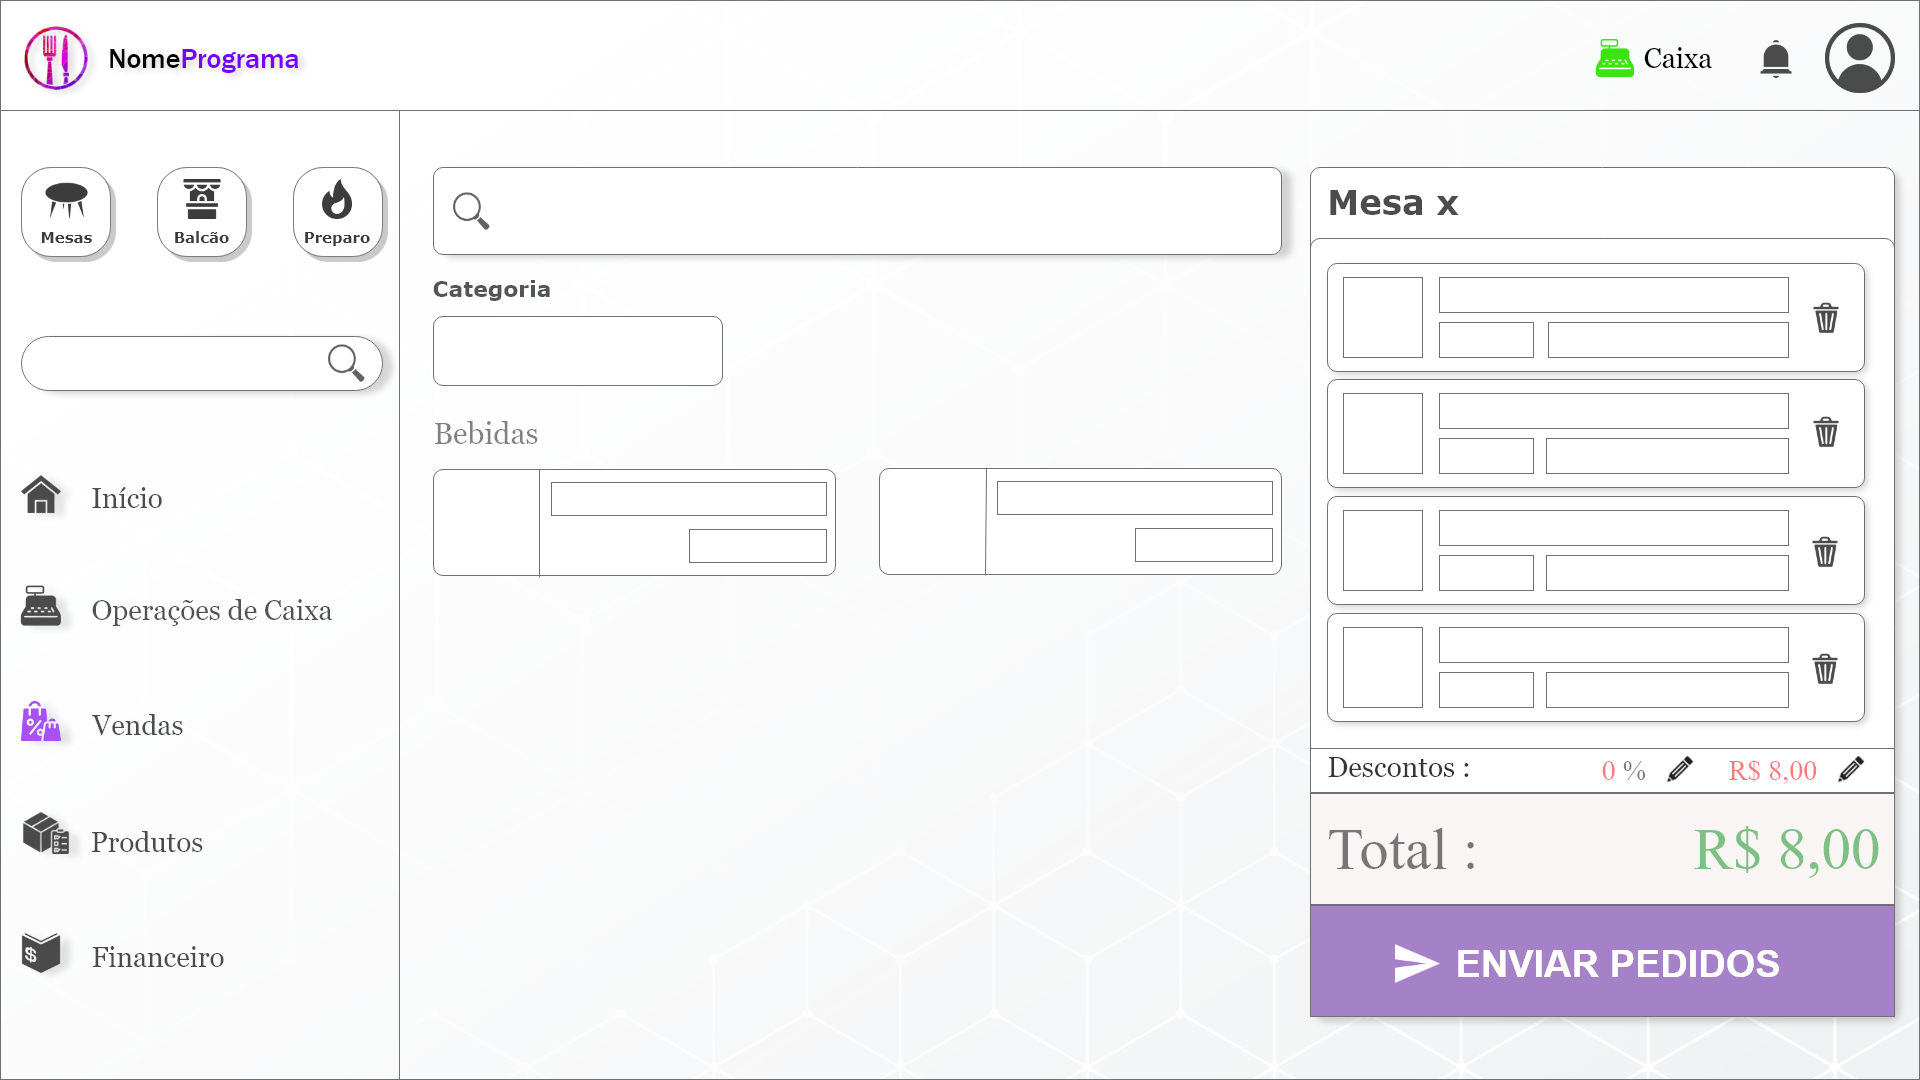 NomePrograma
Caixa
Mesas
Balcão
Preparo
Início
Operações de Caixa
Vendas
Produtos
Financeiro
Categoria
Bebidas
Mesa x
Descontos :
0 %
R$ 8,00
Total :
R$ 8,00
ENVIAR PEDIDOS